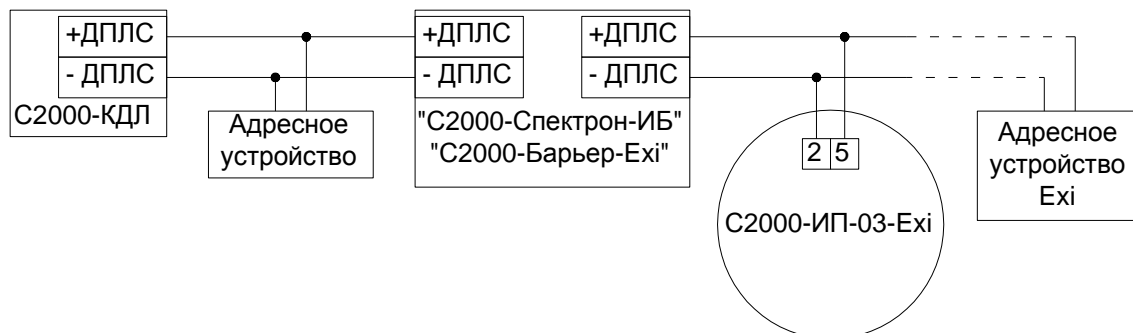 +ДПЛС
- ДПЛС
С2000-КДЛ
Адресное
устройство
+ДПЛС
- ДПЛС
+ДПЛС
- ДПЛС
"С2000-Спектрон-ИБ"
"С2000-Барьер-Exi"
2 5
С2000-ИП-03-Exi
Адресное
устройство
Exi